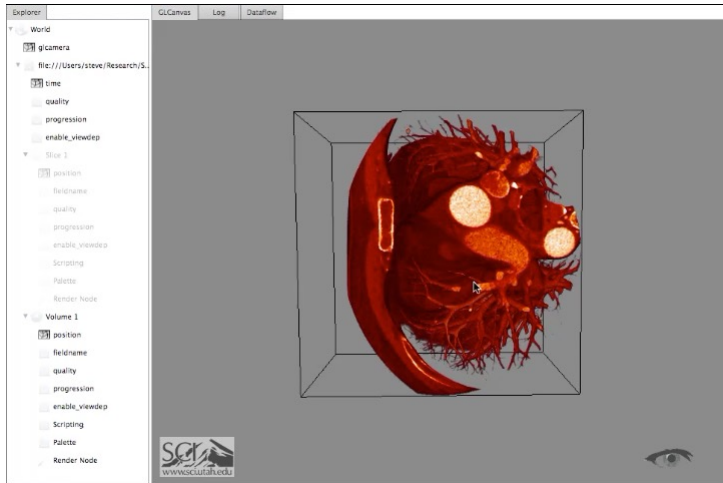 Explorer
GLCanvas Log Dataflow
World
glcamera
file:///Users/steve/Research/S..
time
quality
progression
enable_viewdep
Slice 1
position
fieldname
quality
progression
enable_viewdep
Scripting
Palette
Render Node
Volume 1
position
fieldname
quality
progression
enable_viewdep
Scripting
Palette
Render Node
SCI
www.sci.utah.edu